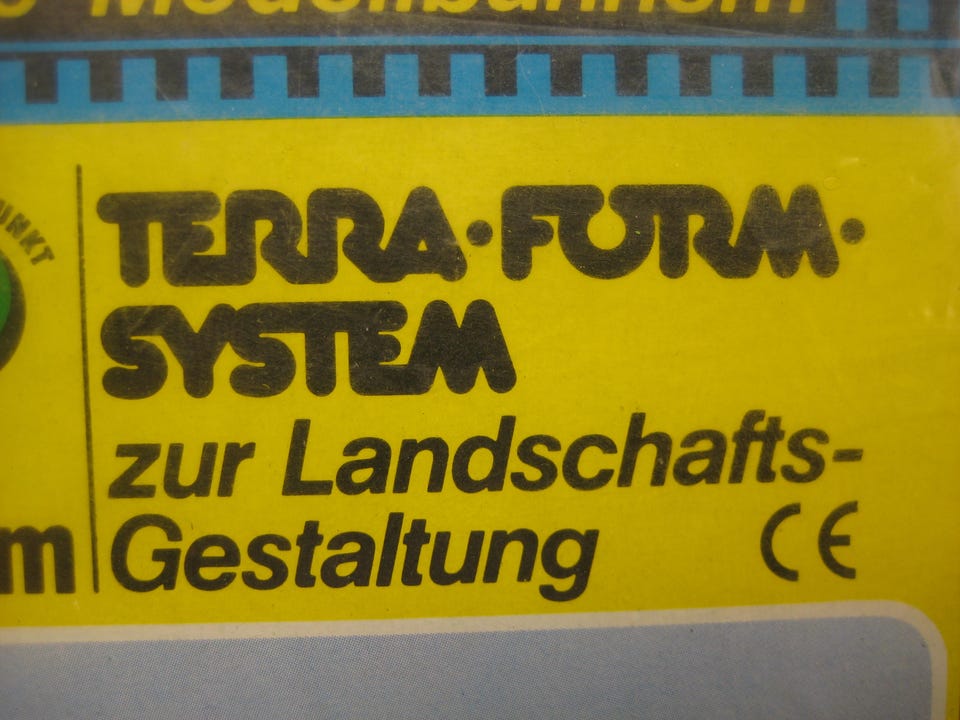 TERRA·FORM·
SYSTEM
zur Landschafts-
Gestaltung
CE